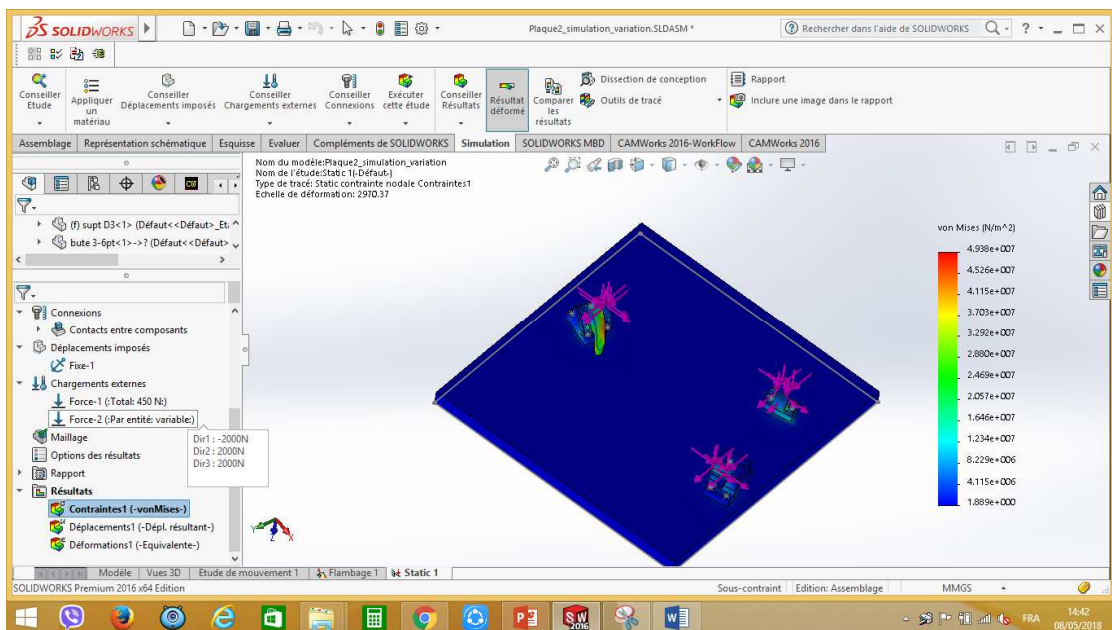 SOLIDWORKS
Plaque2_simulation_variation.SLDASM *
Rechercher dans l'aide de SOLIDWORKS
Conseiller Etude
Appliquer un matériau
Conseiller Déplacements imposés
Conseiller Chargements externes
Conseiller Connexions
Exécuter cette étude
Conseiller Résultats
Résultat déformé
Comparer les résultats
Dissection de conception
Outils de tracé
Rapport
Inclure une image dans le rapport
Assemblage
Représentation schématique
Esquisse
Evaluer
Compléments de SOLIDWORKS
Simulation
SOLIDWORKS MBD
CAMWorks 2016-WorkFlow
CAMWorks 2016
Nom du modèle:Plaque2_simulation_variation
Nom de l'étude:Static 1(-Défaut-)
Type de tracé: Static contrainte nodale Contraintes1
Echelle de déformation: 2970.37
(f) supt D3<1> (Défaut<<Défaut>_Et
bute 3-6pt<1>->? (Défaut<<Défaut>
Connexions
Contacts entre composants
Déplacements imposés
Fixe-1
Chargements externes
Force-1 (:Total: 450 N:)
Force-2 (:Par entité: variable:)
Maillage
Options des résultats
Rapport
Résultats
Contraintes1 (-vonMises-)
Déplacements1 (-Dépl. résultant-)
Déformations1 (-Equivalente-)
Dir1 : -2000N
Dir2 : 2000N
Dir3 : 2000N
von Mises (N/m^2)
4.938e+007
4.526e+007
4.115e+007
3.703e+007
3.292e+007
2.880e+007
2.469e+007
2.057e+007
1.646e+007
1.234e+007
8.229e+006
4.115e+006
1.889e+000
Modèle
Vues 3D
Etude de mouvement 1
Flambage 1
Static 1
SOLIDWORKS Premium 2016 x64 Edition
Sous-contraint
Edition: Assemblage
MMGS
FRA
14:42
08/05/2018